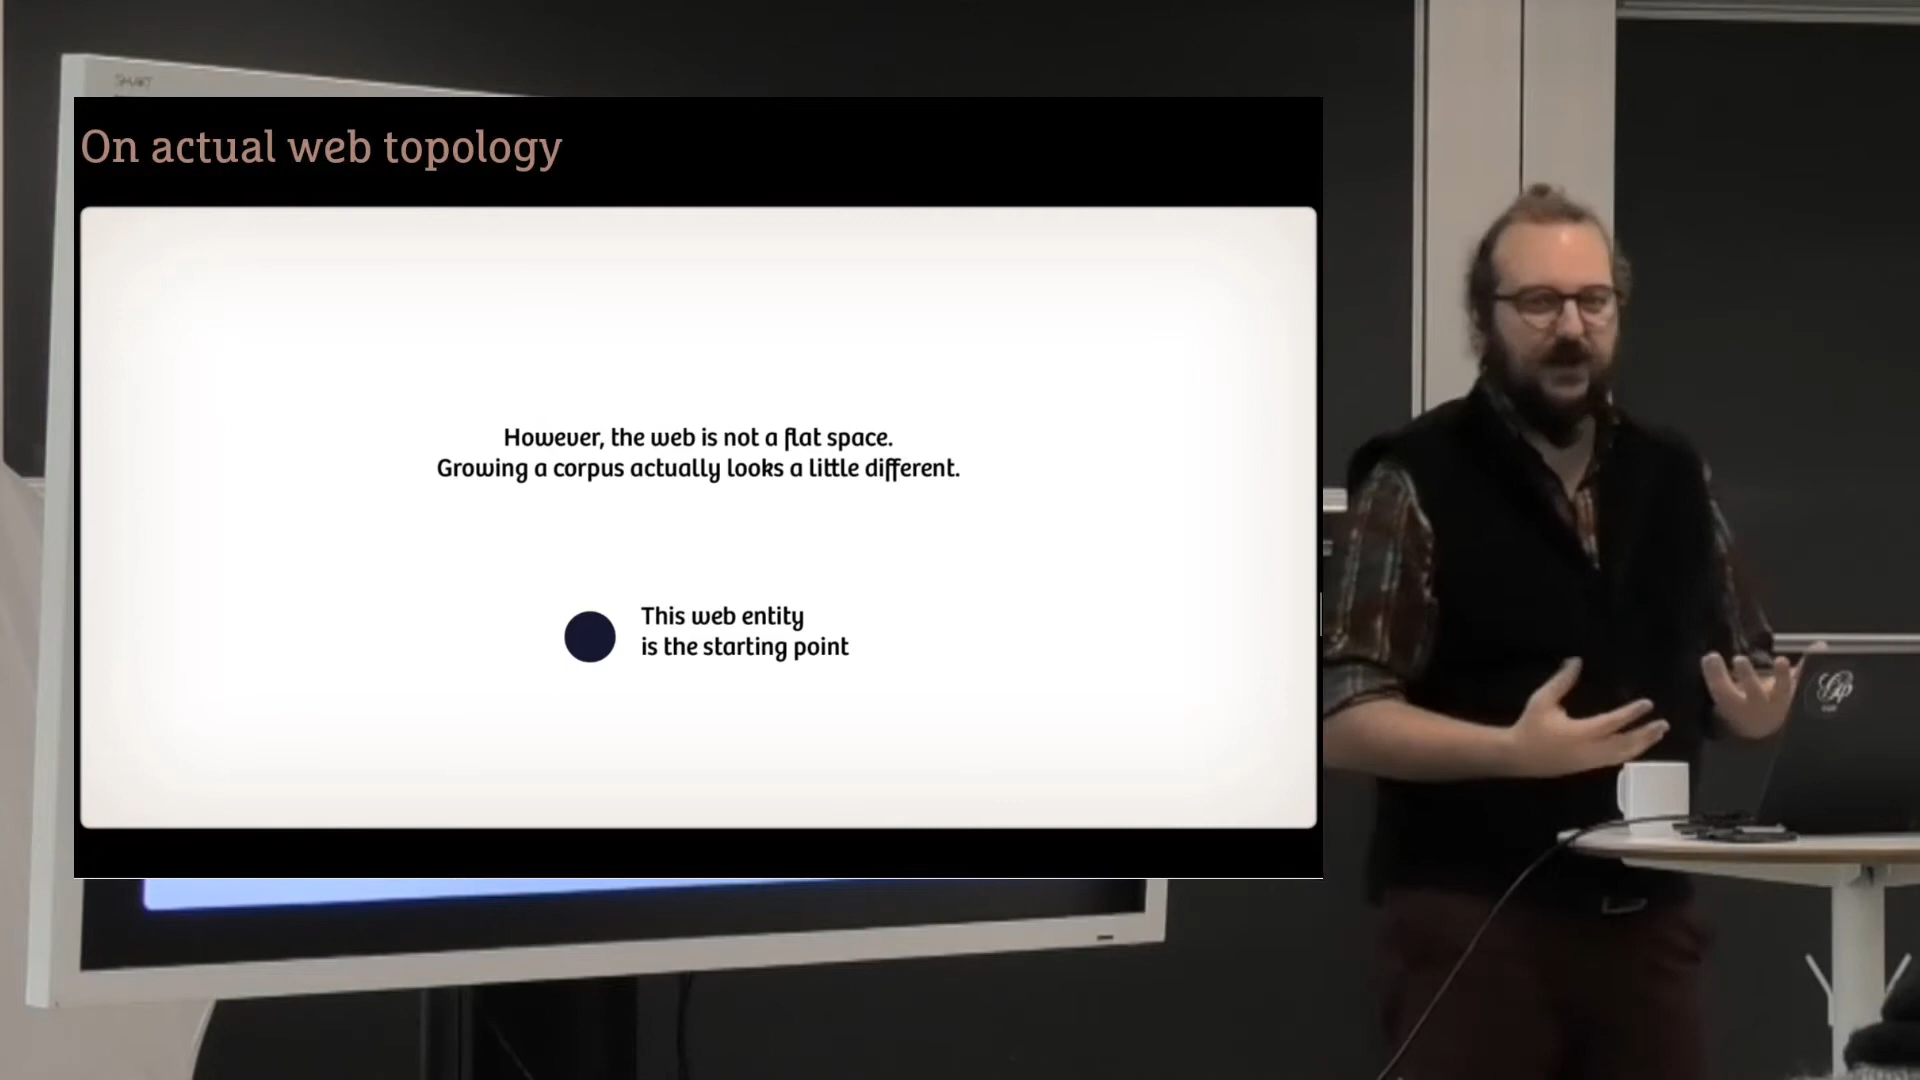 SMART
On actual web topology
However, the web is not a flat space.
Growing a corpus actually looks a little different.
This web entity
is the starting point